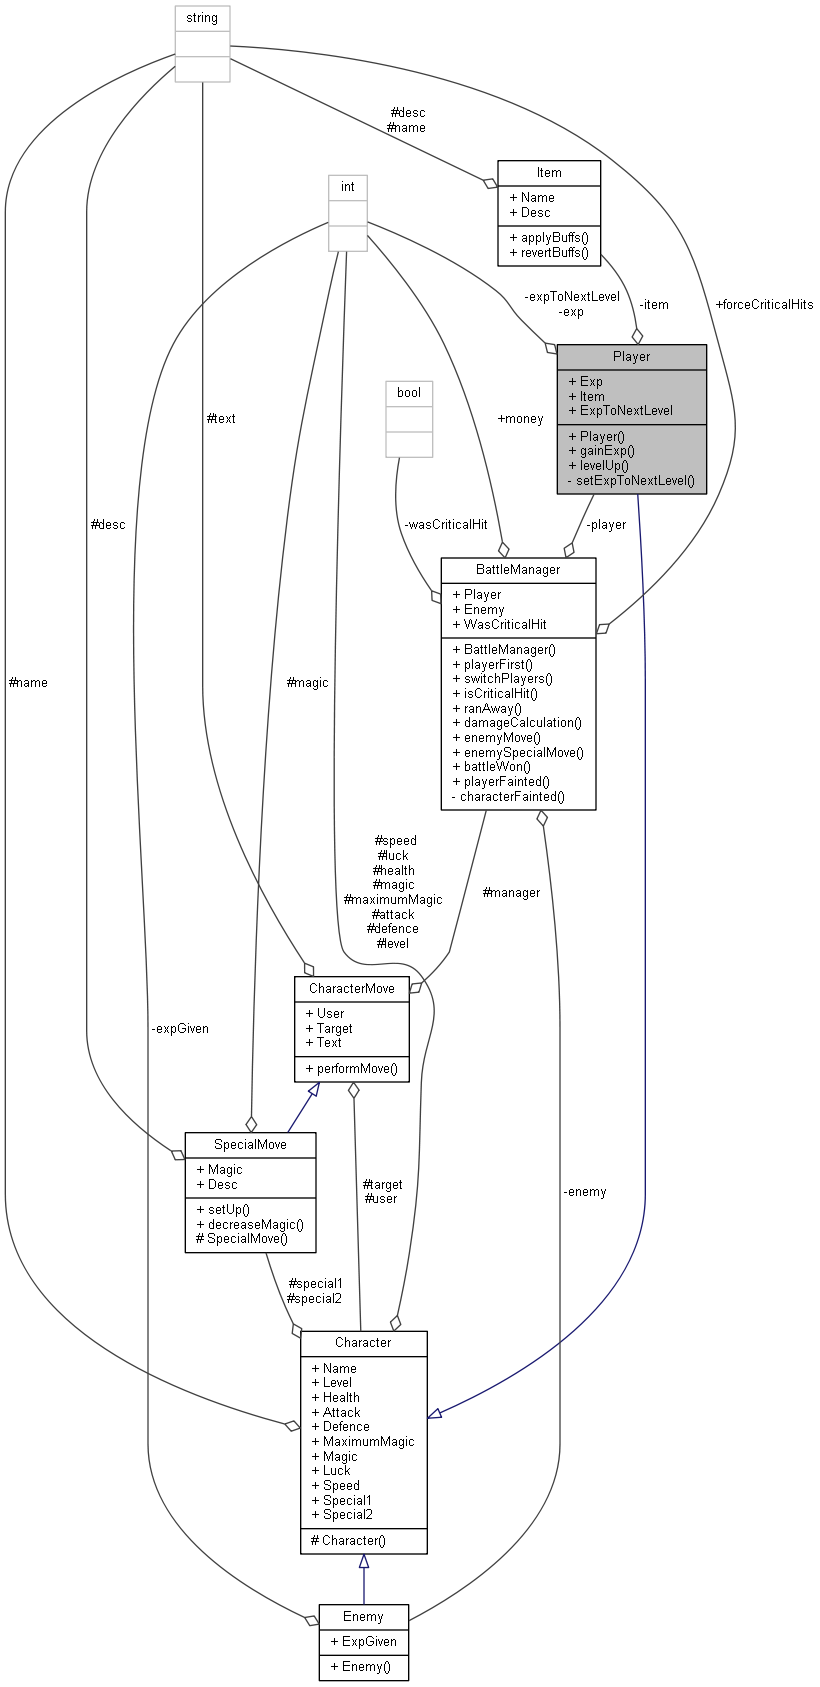 string
#desc
#name
Item
+ Name
+ Desc
+ applyBuffs()
+ revertBuffs()
int
-expToNextLevel
-exp
-item
+forceCriticalHits
Player
+ Exp
+ Item
+ ExpToNextLevel
+ Player()
+ gainExp()
+ levelUp()
- setExpToNextLevel()
bool
#text
+money
#desc
-wasCriticalHit
-player
BattleManager
+ Player
+ Enemy
+ WasCriticalHit
+ BattleManager()
+ playerFirst()
+ switchPlayers()
+ isCriticalHit()
+ ranAway()
+ damageCalculation()
+ enemyMove()
+ enemySpecialMove()
+ battleWon()
+ playerFainted()
- characterFainted()
#name
#magic
#speed
#luck
#health
#magic
#maximumMagic
#attack
#defence
#level
#manager
CharacterMove
+ User
+ Target
+ Text
+ performMove()
-expGiven
SpecialMove
+ Magic
+ Desc
+ setUp()
+ decreaseMagic()
# SpecialMove()
#target
#user
-enemy
#special1
#special2
Character
+ Name
+ Level
+ Health
+ Attack
+ Defence
+ MaximumMagic
+ Magic
+ Luck
+ Speed
+ Special1
+ Special2
# Character()
Enemy
+ ExpGiven
+ Enemy()